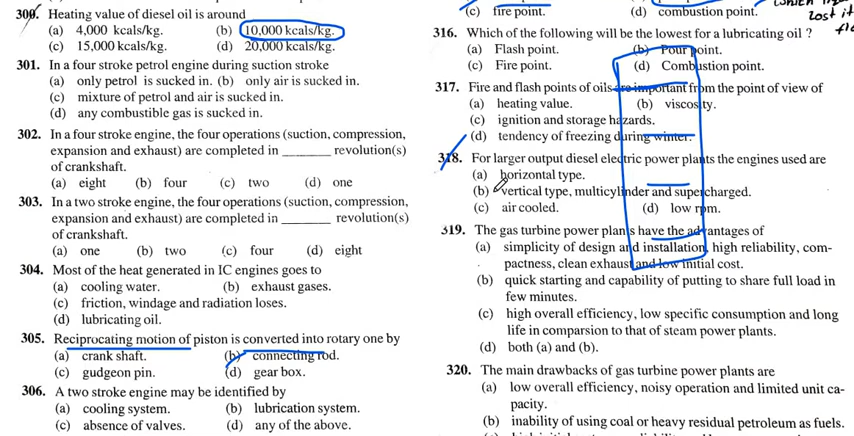 300. Heating value of diesel oil is around
(a) 4,000 kcals/kg. (b) 10,000 kcals/kg.
(c) 15,000 kcals/kg. (d) 20,000 kcals/kg.
301. In a four stroke petrol engine during suction stroke
(a) only petrol is sucked in. (b) only air is sucked in.
(c) mixture of petrol and air is sucked in.
(d) any combustible gas is sucked in.
302. In a four stroke engine, the four operations (suction, compression,
expansion and exhaust) are completed in ________ revolution(s)
of crankshaft.
(a) eight (b) four (c) two (d) one
303. In a two stroke engine, the four operations (suction, compression,
expansion and exhaust) are completed in ________ revolution(s)
of crankshaft.
(a) one (b) two (c) four (d) eight
304. Most of the heat generated in IC engines goes to
(a) cooling water. (b) exhaust gases.
(c) friction, windage and radiation loses.
(d) lubricating oil.
305. Reciprocating motion of piston is converted into rotary one by
(a) crank shaft. (b) connecting rod.
(c) gudgeon pin. (d) gear box.
306. A two stroke engine may be identified by
(a) cooling system. (b) lubrication system.
(c) absence of valves. (d) any of the above.
(c) fire point. (d) combustion point.
lost it
316. Which of the following will be the lowest for a lubricating oil ?
(a) Flash point. (b) Pour point.
(c) Fire point. (d) Combustion point.
317. Fire and flash points of oils are important from the point of view of
(a) heating value. (b) viscosity.
(c) ignition and storage hazards.
(d) tendency of freezing during winter.
318. For larger output diesel electric power plants the engines used are
(a) horizontal type.
(b) vertical type, multicylinder and supercharged.
(c) air cooled. (d) low rpm.
319. The gas turbine power plants have the advantages of
(a) simplicity of design and installation, high reliability, com-
pactness, clean exhaust and low initial cost.
(b) quick starting and capability of putting to share full load in
few minutes.
(c) high overall efficiency, low specific consumption and long
life in comparsion to that of steam power plants.
(d) both (a) and (b).
320. The main drawbacks of gas turbine power plants are
(a) low overall efficiency, noisy operation and limited unit ca-
pacity.
(b) inability of using coal or heavy residual petroleum as fuels.